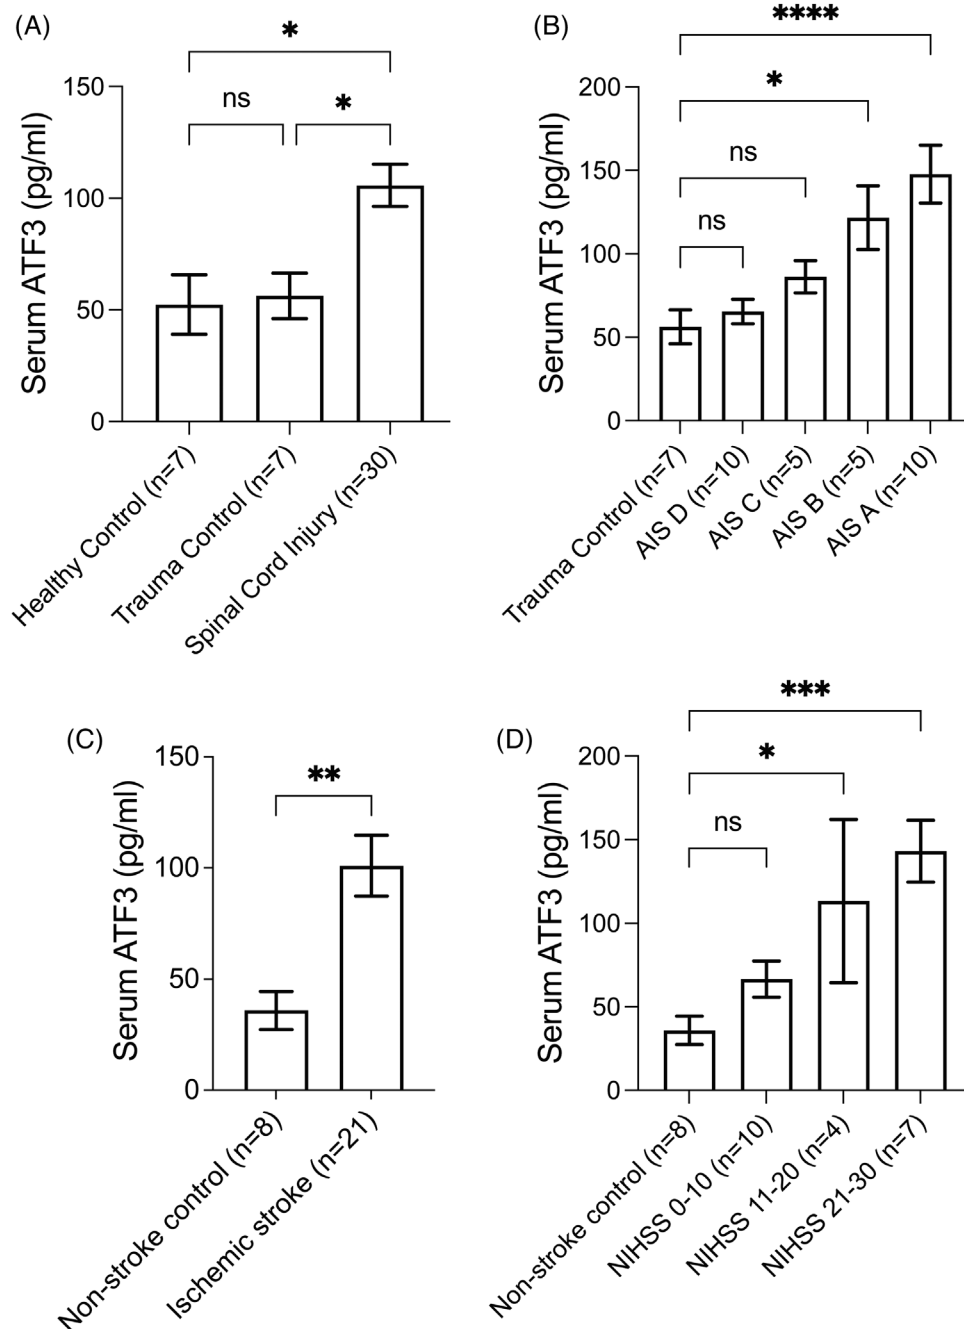 (A)
*
ns
*
150
100
50
0
Serum ATF3 (pg/ml)
Healthy Control (n=7)
Trauma Control (n=7)
Spinal Cord Injury (n=30)
(B)
****
*
ns
ns
200
150
100
50
0
Serum ATF3 (pg/ml)
Trauma Control (n=7)
AIS D (n=10)
AIS C (n=5)
AIS B (n=5)
AIS A (n=10)
(C)
**
150
100
50
0
Serum ATF3 (pg/ml)
Non-stroke control (n=8)
Ischemic stroke (n=21)
(D)
***
*
ns
200
150
100
50
0
Serum ATF3 (pg/ml)
Non-stroke control (n=8)
NIHSS 0-10 (n=10)
NIHSS 11-20 (n=4)
NIHSS 21-30 (n=7)